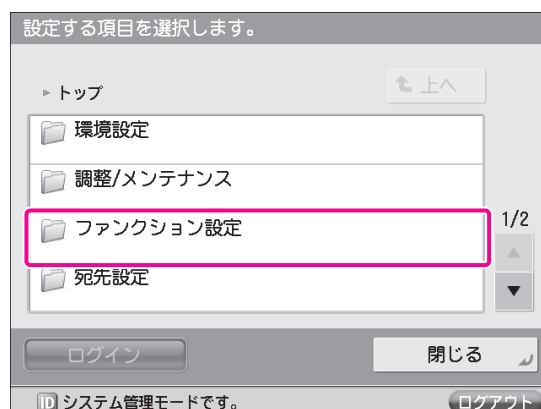 設定する項目を選択します。
トップ
上へ
環境設定
調整/メンテナンス
ファンクション設定
1/2
宛先設定
ログイン
閉じる
ID システム管理モードです。
ログアウト